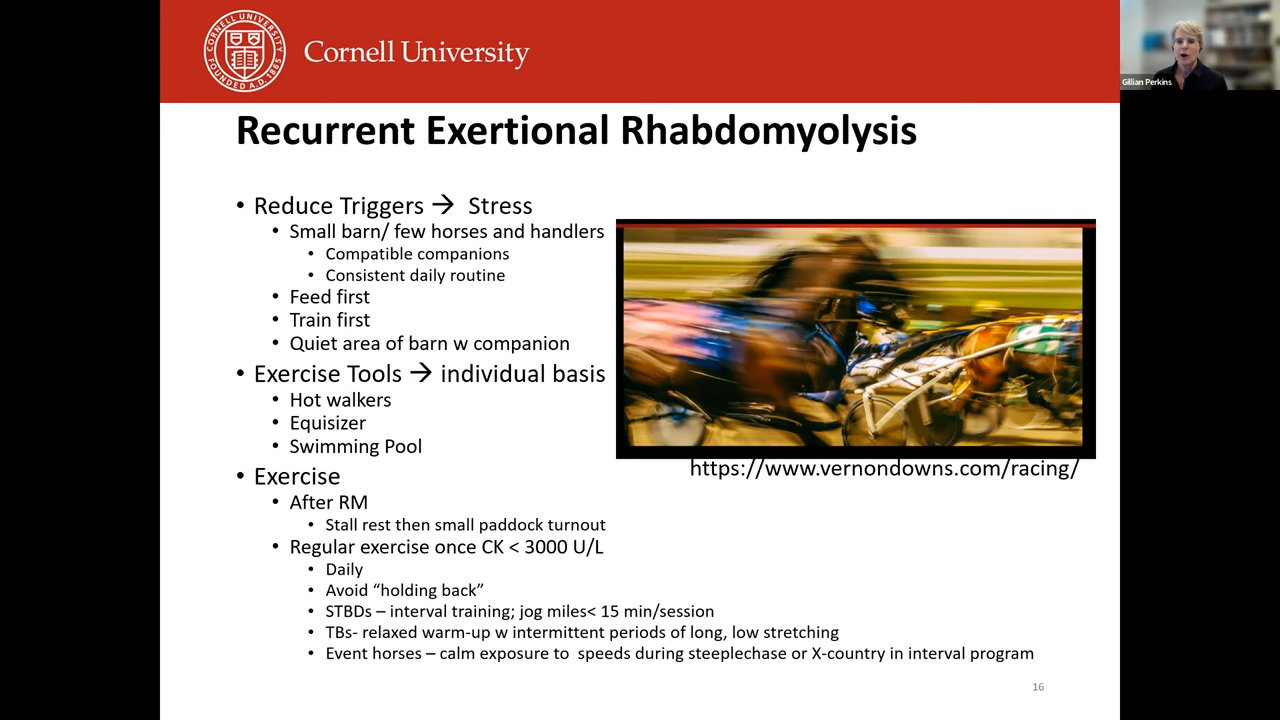 CORNELL UNIVERSITY
FOUNDED A.D. 1865
Cornell University
Gillian Perkins
Recurrent Exertional Rhabdomyolysis
• Reduce Triggers → Stress
• Small barn/ few horses and handlers
• Compatible companions
• Consistent daily routine
• Feed first
• Train first
• Quiet area of barn w companion
• Exercise Tools → individual basis
• Hot walkers
• Equisizer
• Swimming Pool
https://www.vernondowns.com/racing/
• Exercise
• After RM
• Stall rest then small paddock turnout
• Regular exercise once CK < 3000 U/L
• Daily
• Avoid “holding back”
• STBDs – interval training; jog miles< 15 min/session
• TBs- relaxed warm-up w intermittent periods of long, low stretching
• Event horses – calm exposure to  speeds during steeplechase or X-country in interval program
16